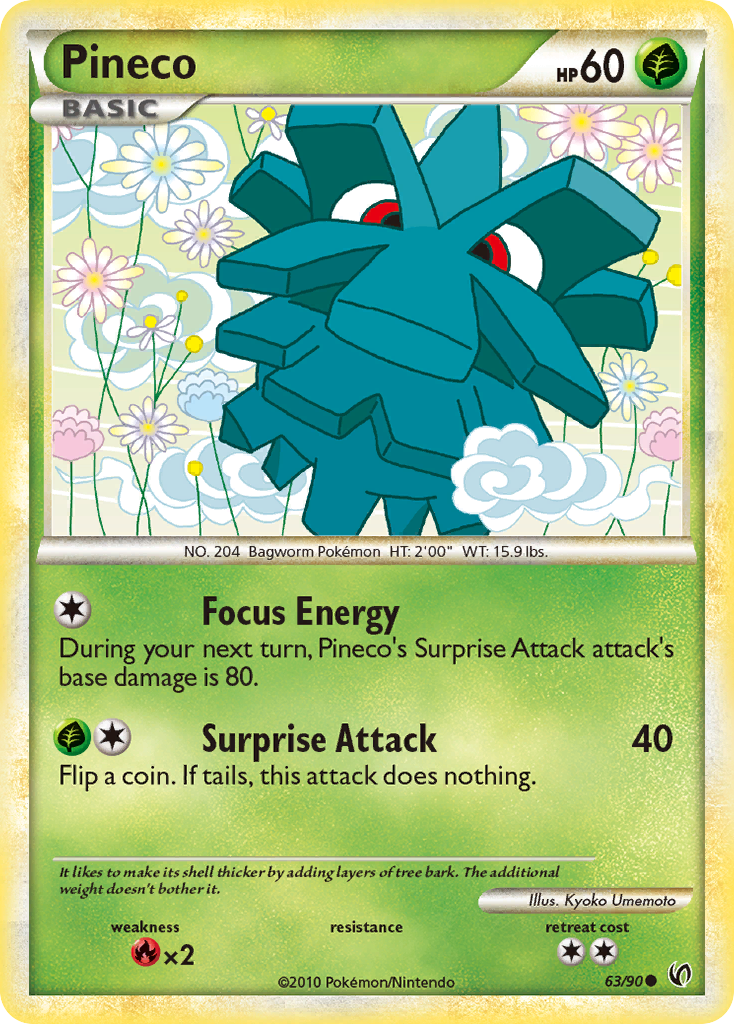 Pineco
HP60
BASIC
NO. 204 Bagworm Pokémon HT: 2'00" WT: 15.9 lbs.
Focus Energy
During your next turn, Pineco's Surprise Attack attack's
base damage is 80.
Surprise Attack 40
Flip a coin. If tails, this attack does nothing.
It likes to make its shell thicker by adding layers of tree bark. The additional
weight doesn't bother it.
Illus. Kyoko Umemoto
weakness resistance retreat cost
×2
©2010 Pokémon/Nintendo 63/90